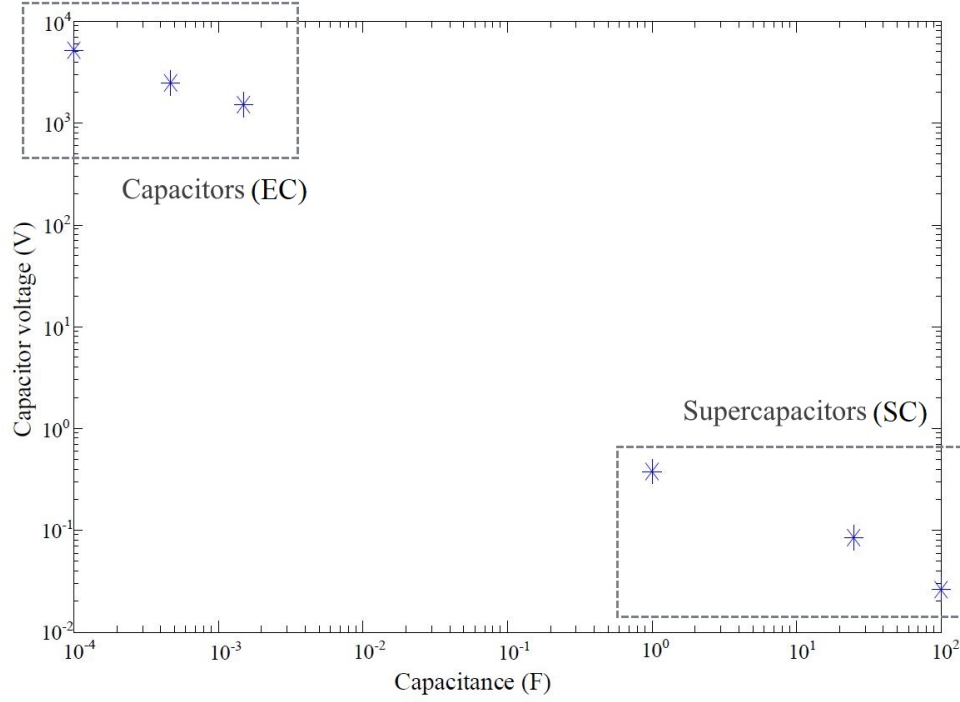 10^4
10^3
Capacitors (EC)
10^2
Capacitor voltage (V)
10^1
Supercapacitors (SC)
10^0
10^-1
10^-2
10^-4 10^-3 10^-2 10^-1 10^0 10^1 10^2
Capacitance (F)